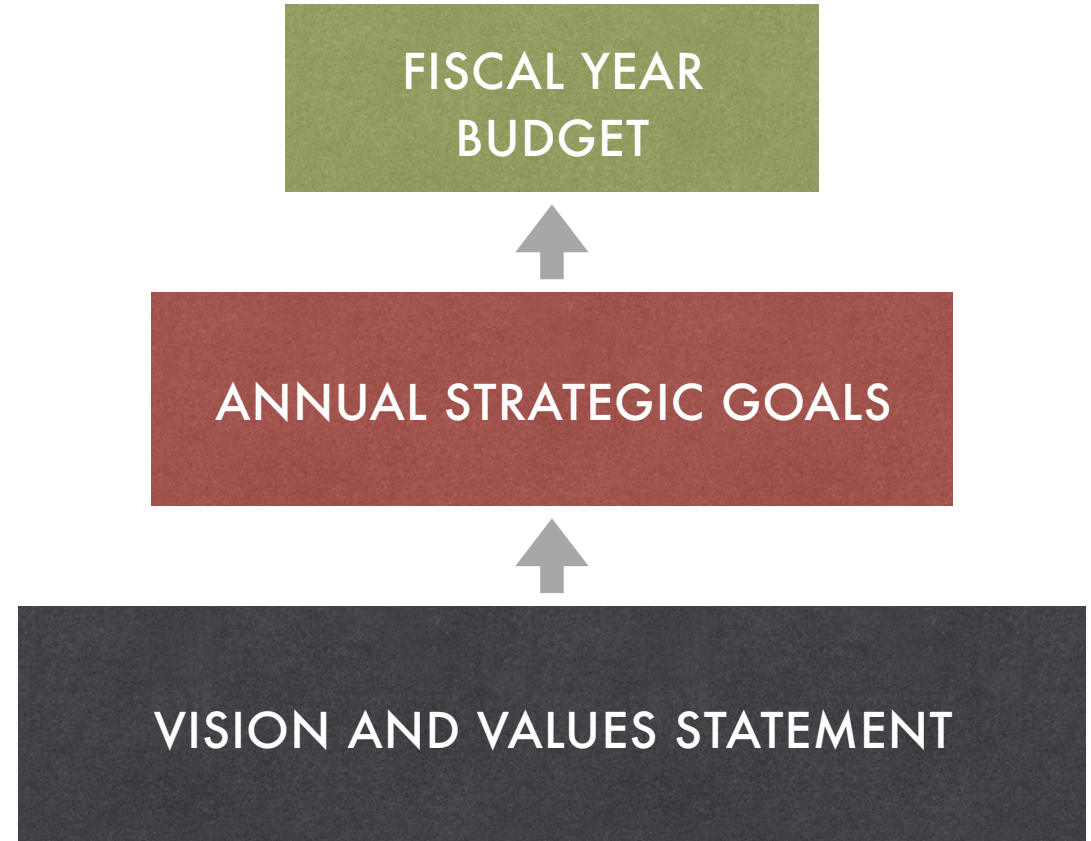 FISCAL YEAR
BUDGET
ANNUAL STRATEGIC GOALS
VISION AND VALUES STATEMENT